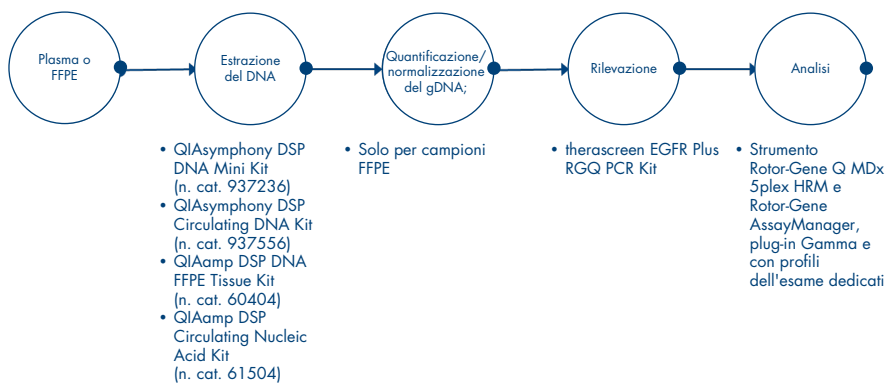 Plasma o
FFPE
Estrazione
del DNA
Quantificazione/
normalizzazione
del gDNA;
Rilevazione
Analisi
• QIAsymphony DSP
DNA Mini Kit
(n. cat. 937236)
• QIAsymphony DSP
Circulating DNA Kit
(n. cat. 937556)
• QIAamp DSP DNA
FFPE Tissue Kit
(n. cat. 60404)
• QIAamp DSP
Circulating Nucleic
Acid Kit
(n. cat. 61504)
• Solo per campioni
FFPE
• therascreen EGFR Plus
RGQ PCR Kit
• Strumento
Rotor-Gene Q MDx
5plex HRM e
Rotor-Gene
AssayManager,
plug-in Gamma e
con profili
dell'esame dedicati